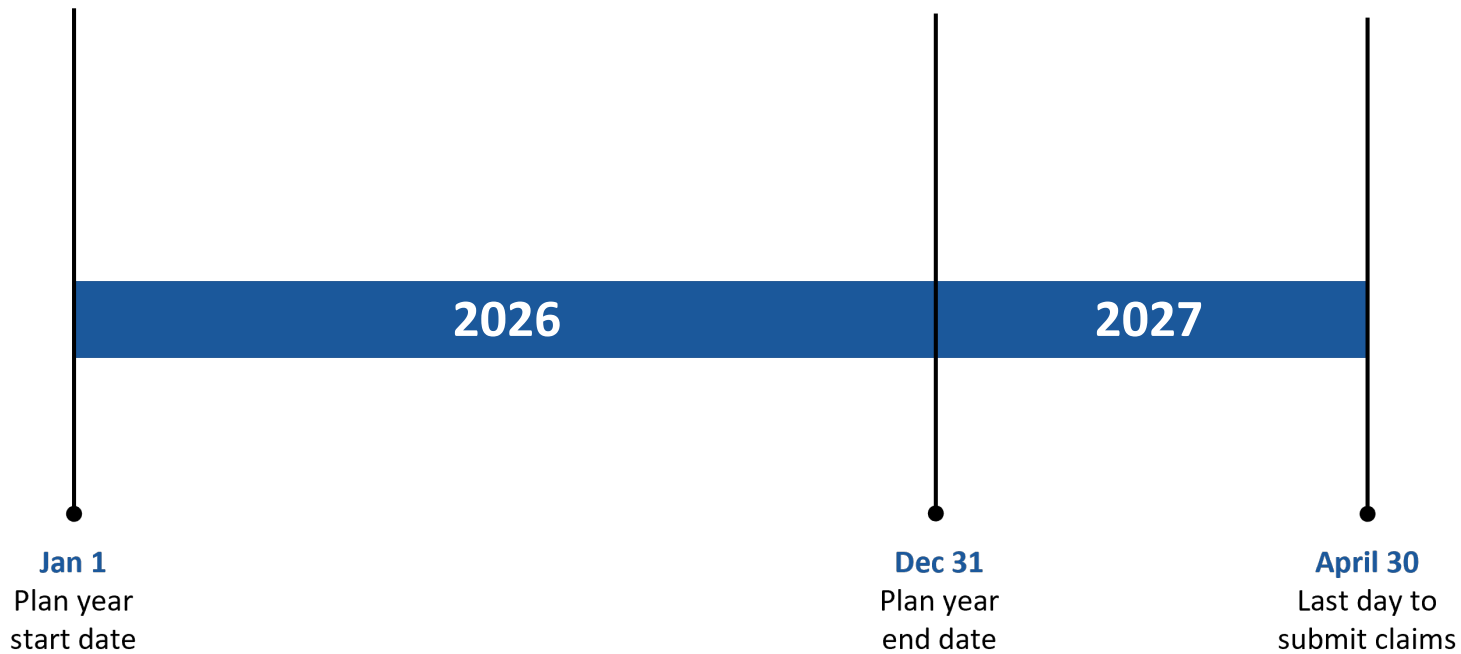 2026
2027
Jan 1
Plan year
start date
Dec 31
Plan year
end date
April 30
Last day to
submit claims